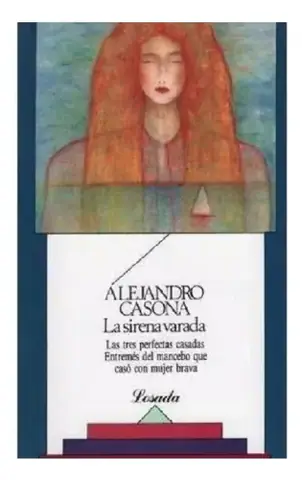 ALEJANDRO
CASONA
La sirena varada
Las tres perfectas casadas
Entremés del mancebo que
casó con mujer brava
Losada